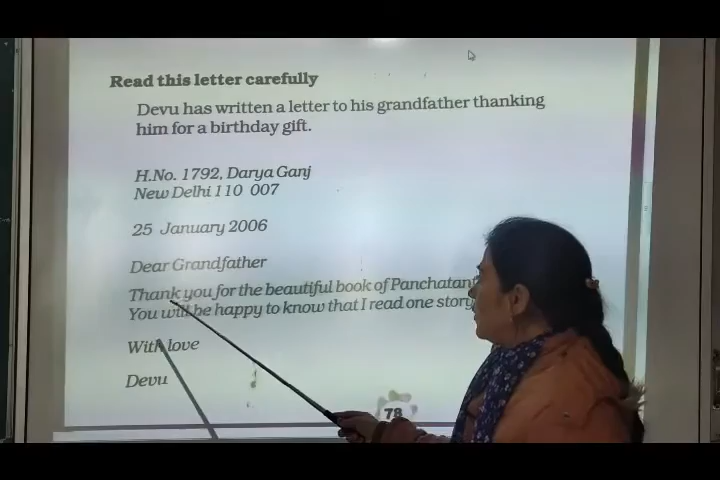 Read this letter carefully
Devu has written a letter to his grandfather thanking
him for a birthday gift.
H.No. 1792, Darya Ganj
New Delhi 110 007
25 January 2006
Dear Grandfather
Thank you for the beautiful book of
You will be happy to know that I read one story
With love
Devu
78